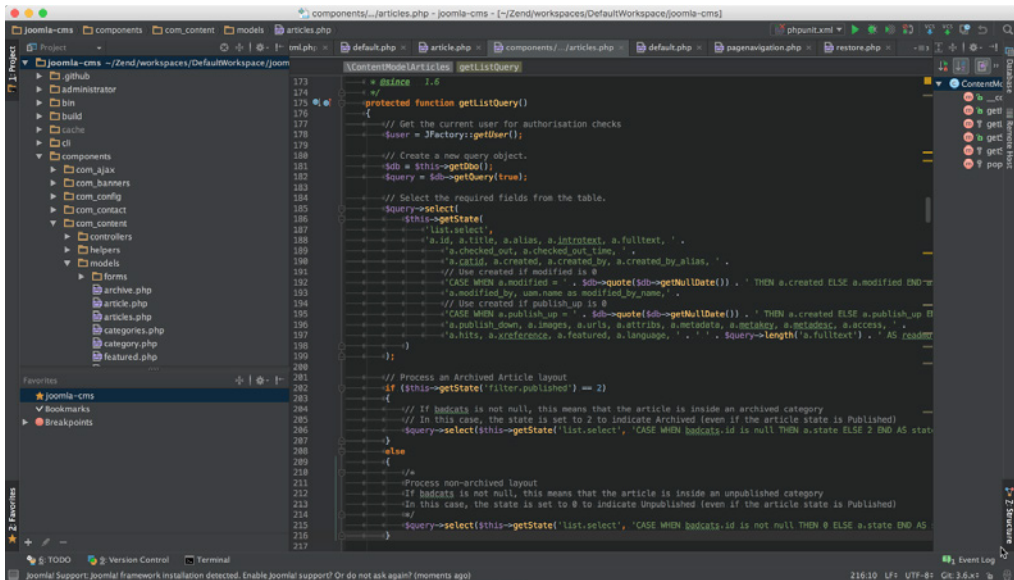 components/.../articles.php - joomla-cms - [~/Zend/workspaces/DefaultWorkspace/joomla-cms]
joomla-cms components com_content models articles.php
phpunit.xml
Project
tml.php default.php article.php components/.../articles.php default.php pagenavigation.php restore.php
1: Project
joomla-cms ~/Zend/workspaces/DefaultWorkspace/joom
.github
administrator
bin
build
cache
cli
components
com_ajax
com_banners
com_config
com_contact
com_content
controllers
helpers
models
forms
archive.php
article.php
articles.php
categories.php
category.php
featured.php
Favorites
joomla-cms
Bookmarks
Breakpoints
2: Favorites
\ContentModelArticles getListQuery
173 * @since 1.6
174 */
175 protected function getListQuery()
176 {
177 // Get the current user for authorisation checks
178 $user = JFactory::getUser();
179
180 // Create a new query object.
181 $db = $this->getDbo();
182 $query = $db->getQuery(true);
183
184 // Select the required fields from the table.
185 $query->select(
186 $this->getState(
187 'list.select',
188 'a.id, a.title, a.alias, a.introtext, a.fulltext, ' .
189 'a.checked_out, a.checked_out_time, ' .
190 'a.catid, a.created, a.created_by, a.created_by_alias, ' .
191 // Use created if modified is 0
192 'CASE WHEN a.modified = ' . $db->quote($db->getNullDate()) . ' THEN a.created ELSE a.modified END
193 'a.modified_by, uam.name as modified_by_name,' .
194 // Use created if publish_up is 0
195 'CASE WHEN a.publish_up = ' . $db->quote($db->getNullDate()) . ' THEN a.created ELSE a.publish_up
196 'a.publish_down, a.images, a.urls, a.attribs, a.metadata, a.metakey, a.metadesc, a.access, ' .
197 'a.hits, a.xreference, a.featured, a.language, ' . ' ' . $query->length('a.fulltext') . ' AS readmo
198 )
199 );
200
201 // Process an Archived Article layout
202 if ($this->getState('filter.published') == 2)
203 {
204 // If badcats is not null, this means that the article is inside an archived category
205 // In this case, the state is set to 2 to indicate Archived (even if the article state is Published)
206 $query->select($this->getState('list.select', 'CASE WHEN badcats.id is null THEN a.state ELSE 2 END AS stat
207 }
208 else
209 {
210 /*
211 Process non-archived layout
212 If badcats is not null, this means that the article is inside an unpublished category
213 In this case, the state is set to 0 to indicate Unpublished (even if the article state is Published)
214 */
215 $query->select($this->getState('list.select', 'CASE WHEN badcats.id is not null THEN 0 ELSE a.state END AS
216 }
217
ContentMo
getl
getI
getS
getS
pop
Database
Remote Host
Z: Structure
6: TODO 9: Version Control Terminal
1 Event Log
Joomla! Support: Joomla! framework installation detected. Enable Joomla! support? Or do not ask again? (moments ago)
216:10 LF÷ UTF-8÷ Git: 3.6.x÷